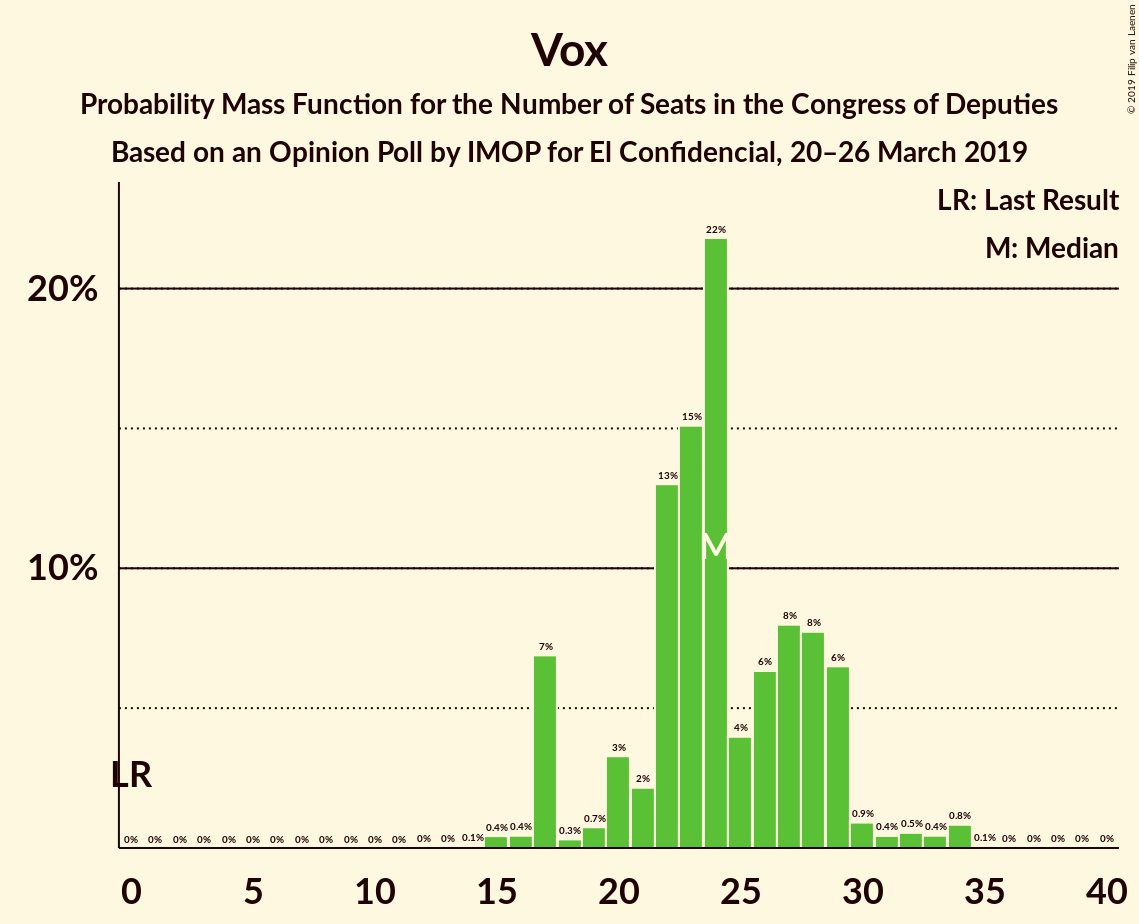 Vox
Probability Mass Function for the Number of Seats in the Congress of Deputies
Based on an Opinion Poll by IMOP for El Confidencial, 20–26 March 2019
© 2019 Filip van Laenen
LR: Last Result
M: Median
20%
10%
22%
15%
13%
M
8%
8%
7%
6%
6%
4%
3%
2%
LR
0% 0% 0% 0% 0% 0% 0% 0% 0% 0% 0% 0% 0% 0% 0.1% 0.4% 0.4% 0.3% 0.7% 0.9% 0.4% 0.5% 0.4% 0.8% 0.1% 0% 0% 0% 0% 0%
0 5 10 15 20 25 30 35 40